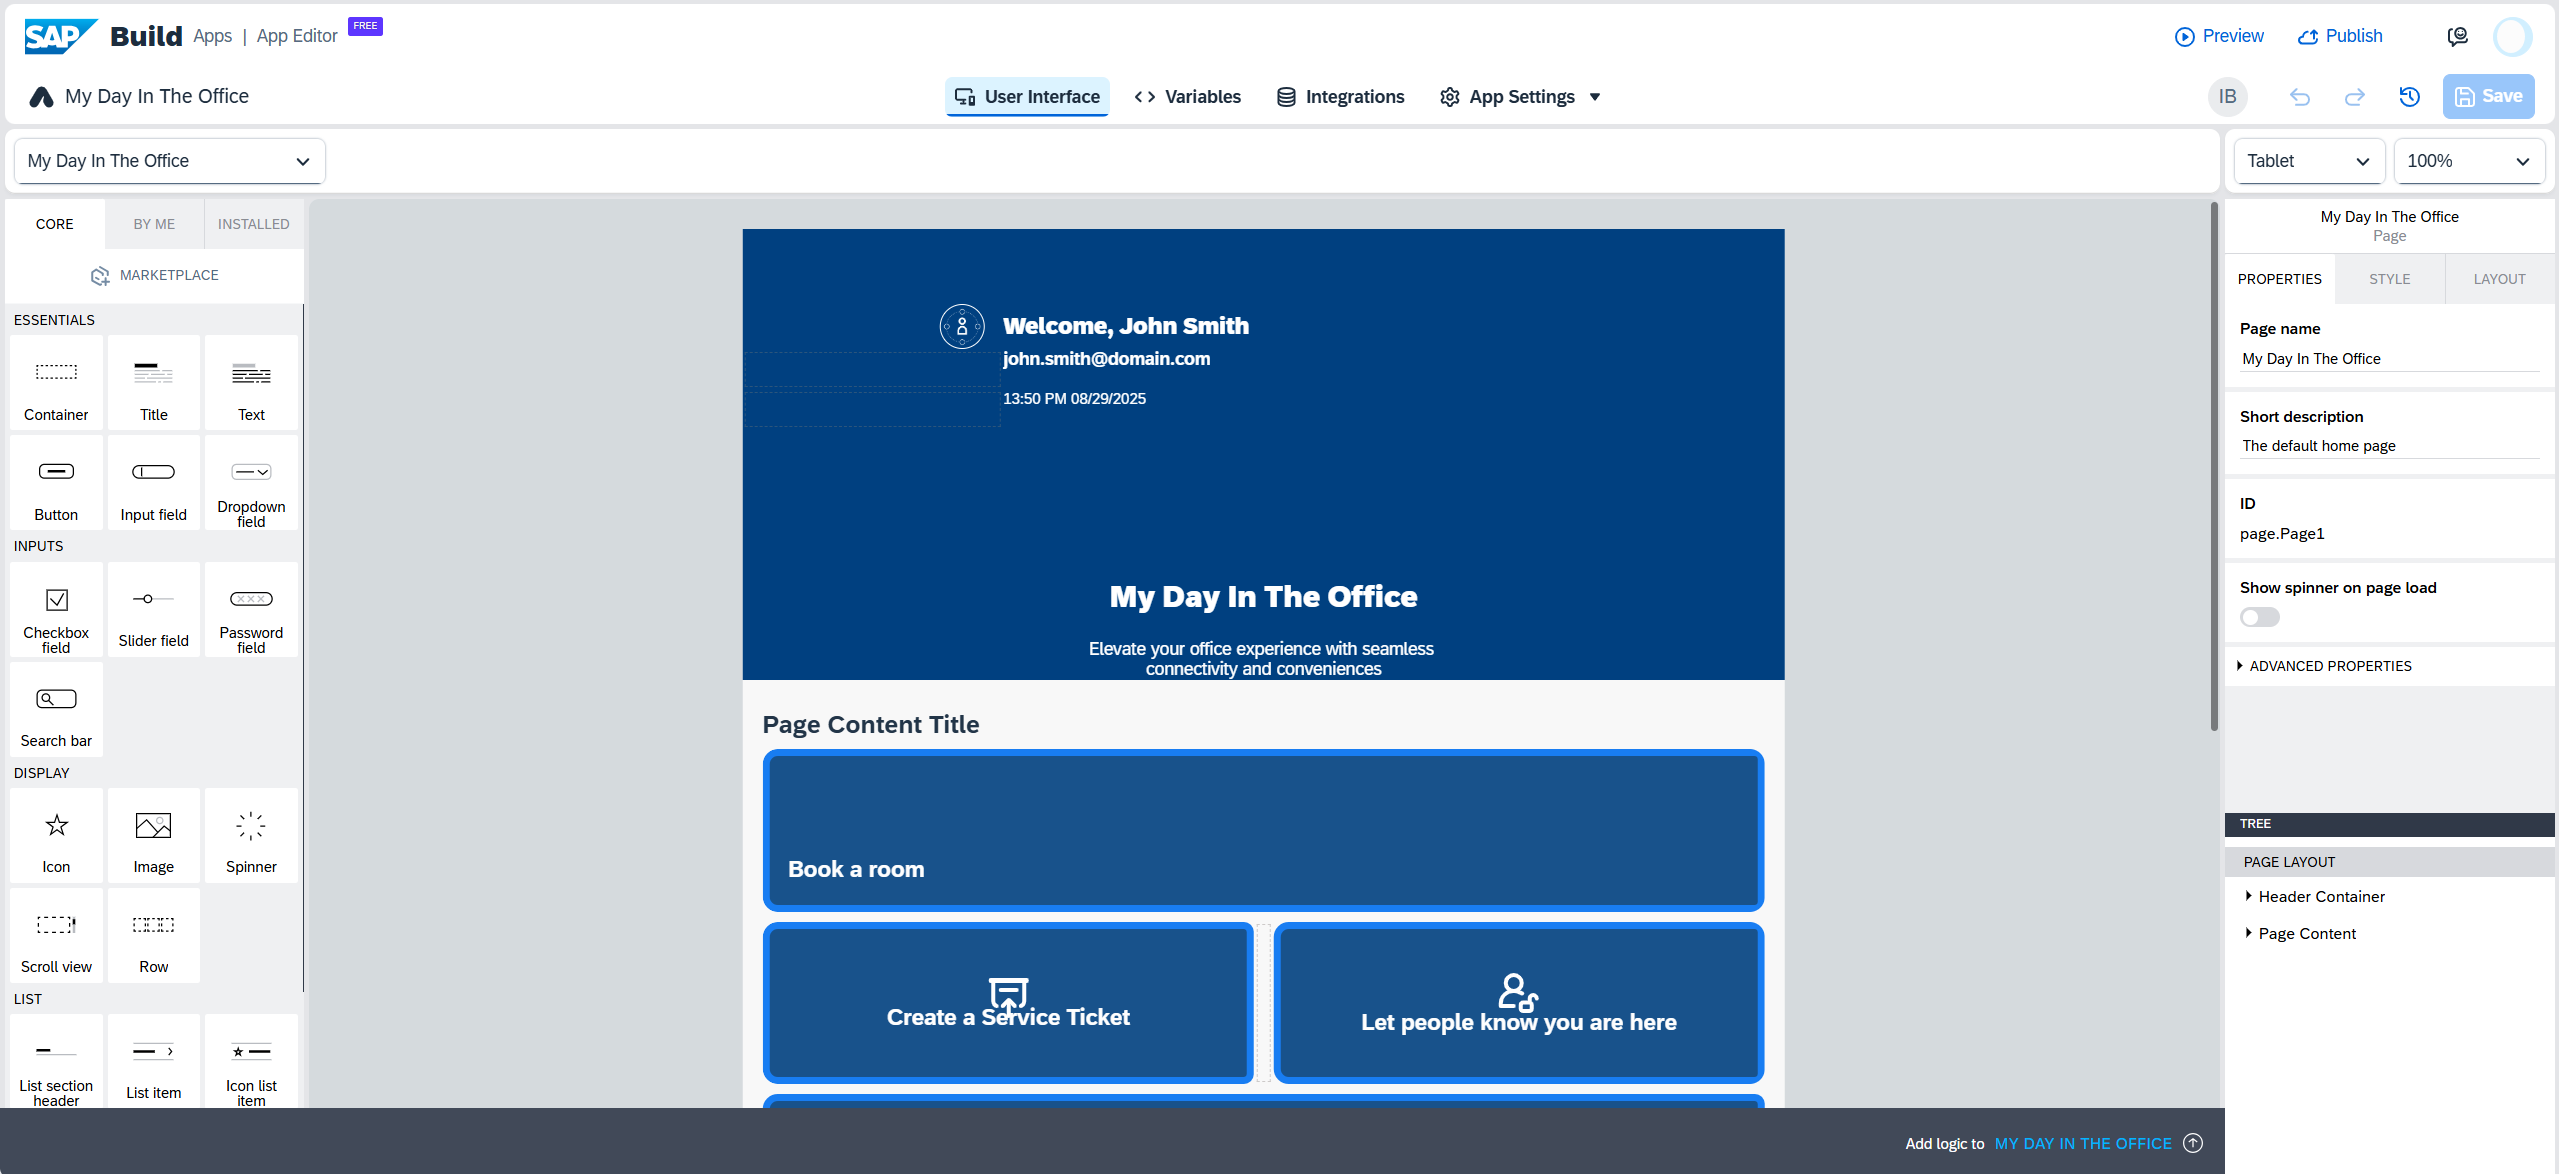 SAP Build Apps | App Editor FREE
Preview Publish
My Day In The Office
User Interface Variables Integrations App Settings
IB Save
My Day In The Office
Tablet 100%
CORE BY ME INSTALLED
MARKETPLACE
ESSENTIALS
Container Title Text
Button Input field Dropdown
field
INPUTS
Checkbox
field
Slider field
Password
field
Search bar
DISPLAY
Icon Image Spinner
Scroll view Row
LIST
List section
header
List item
Icon list
item
Welcome, John Smith
john.smith@domain.com
13:50 PM 08/29/2025
My Day In The Office
Elevate your office experience with seamless
connectivity and conveniences
Page Content Title
Book a room
Create a Service Ticket
Let people know you are here
Add logic to MY DAY IN THE OFFICE
My Day In The Office
Page
PROPERTIES STYLE LAYOUT
Page name
My Day In The Office
Short description
The default home page
ID
page.Page1
Show spinner on page load
ADVANCED PROPERTIES
TREE
PAGE LAYOUT
Header Container
Page Content